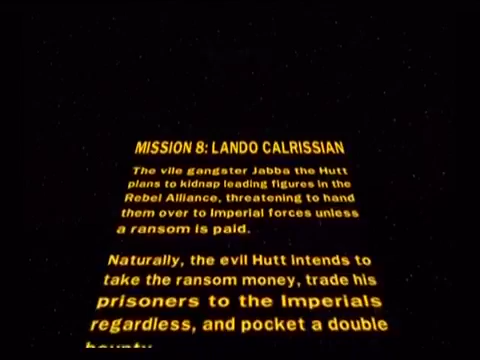 MISSION 8: LANDO CALRISSIAN
The vile gangster Jabba the Hutt
plans to kidnap leading figures in the
Rebel Alliance, threatening to hand
them over to Imperial forces unless
a ransom is paid.
Naturally, the evil Hutt intends to
take the ransom money, trade his
prisoners to the Imperials
regardless, and pocket a double
bounty